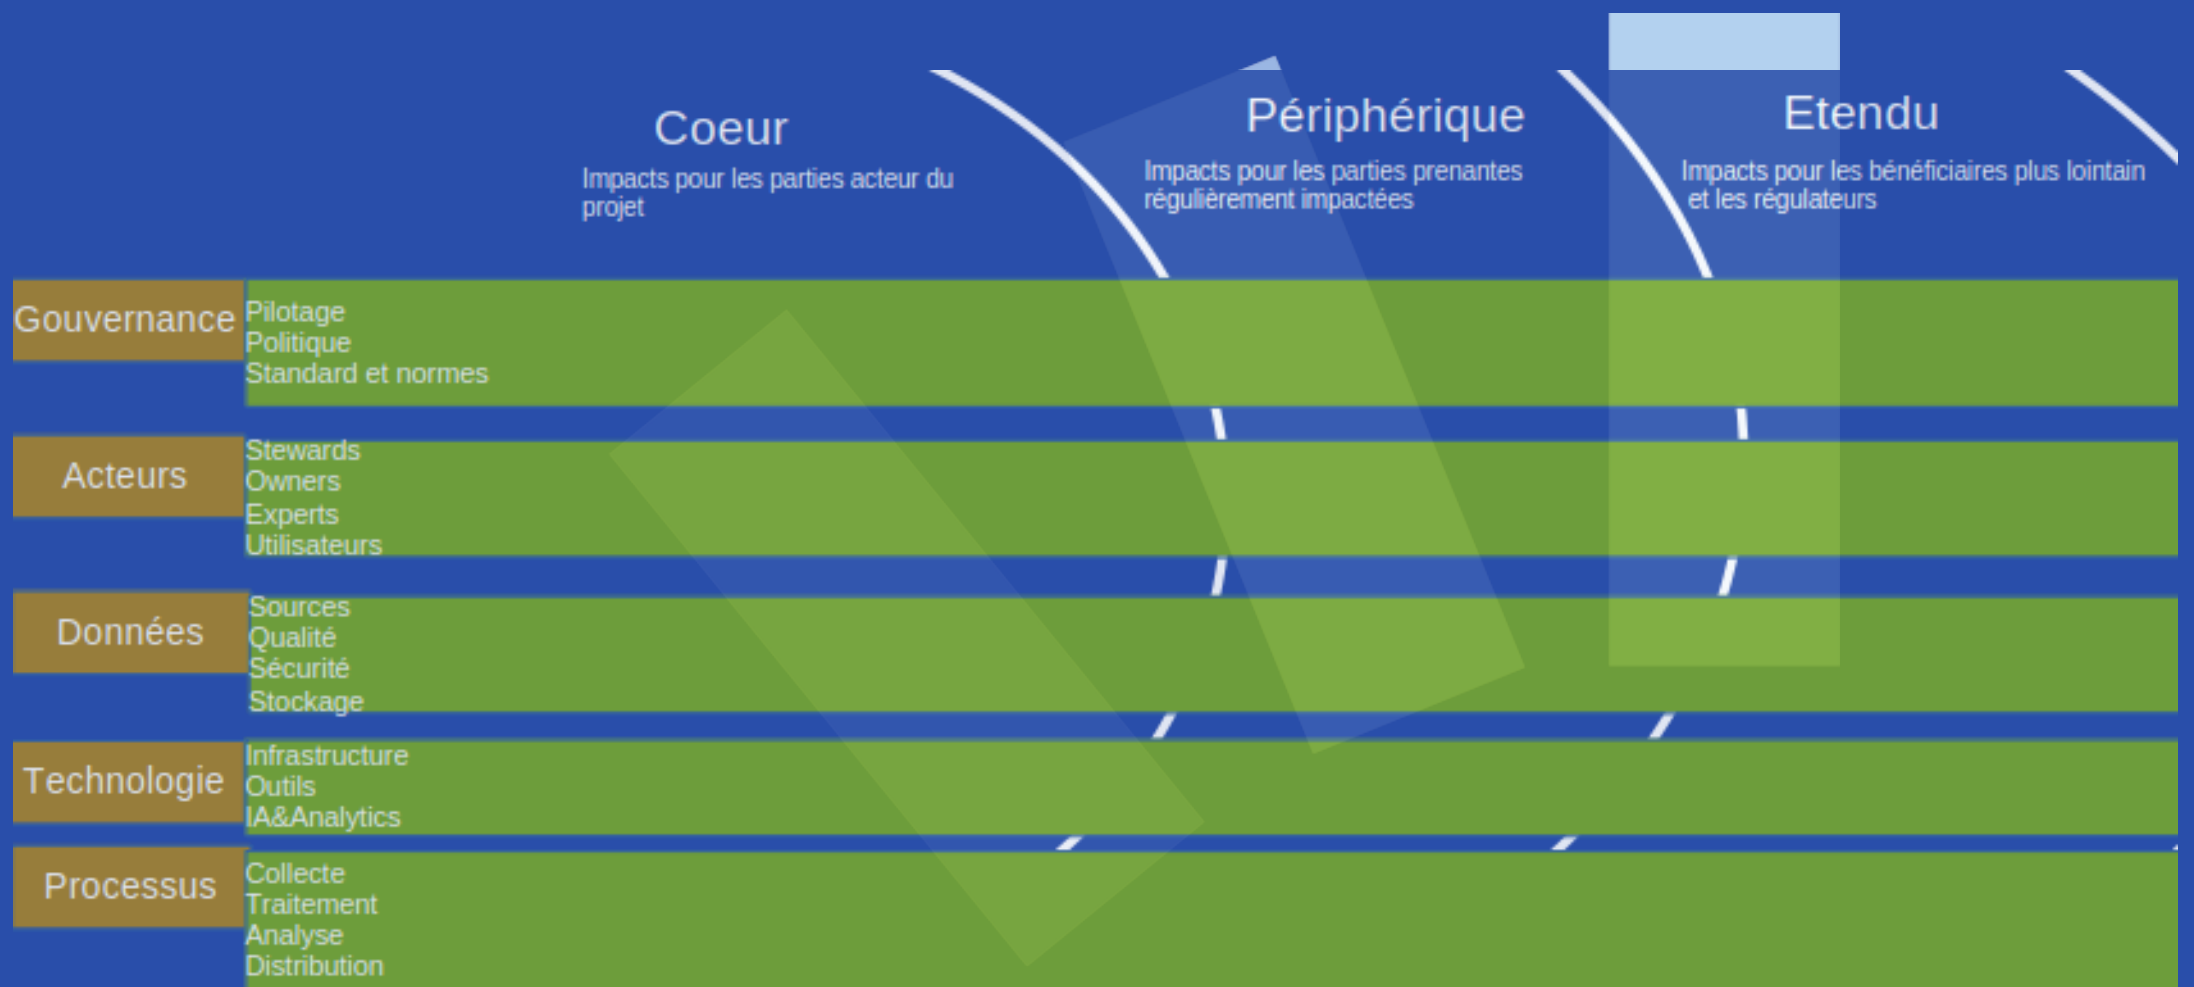 Coeur
Impacts pour les parties acteur du
projet
Périphérique
Impacts pour les parties prenantes
régulièrement impactées
Etendu
Impacts pour les bénéficiaires plus lointain
et les régulateurs
Gouvernance
Pilotage
Politique
Standard et normes
Acteurs
Stewards
Owners
Experts
Utilisateurs
Données
Sources
Qualité
Sécurité
Stockage
Technologie
Infrastructure
Outils
IA&Analytics
Processus
Collecte
Traitement
Analyse
Distribution